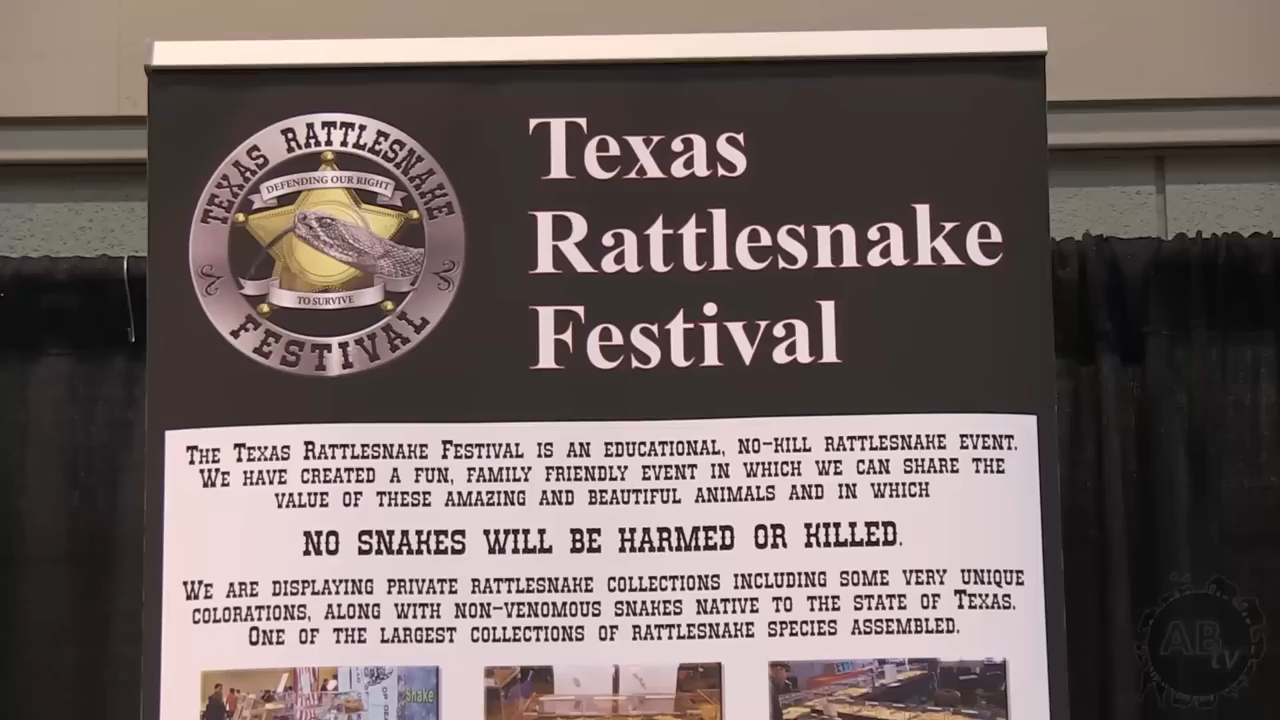 TEXAS RATTLESNAKE
DEFENDING OUR RIGHT
TO SURVIVE
FESTIVAL
Texas
Rattlesnake
Festival
THE TEXAS RATTLESNAKE FESTIVAL IS AN EDUCATIONAL, NO-KILL RATTLESNAKE EVENT.
WE HAVE CREATED A FUN, FAMILY FRIENDLY EVENT IN WHICH WE CAN SHARE THE
VALUE OF THESE AMAZING AND BEAUTIFUL ANIMALS AND IN WHICH
NO SNAKES WILL BE HARMED OR KILLED.
WE ARE DISPLAYING PRIVATE RATTLESNAKE COLLECTIONS INCLUDING SOME VERY UNIQUE
COLORATIONS, ALONG WITH NON-VENOMOUS SNAKES NATIVE TO THE STATE OF TEXAS.
ONE OF THE LARGEST COLLECTIONS OF RATTLESNAKE SPECIES ASSEMBLED.
Snake
AB
TV